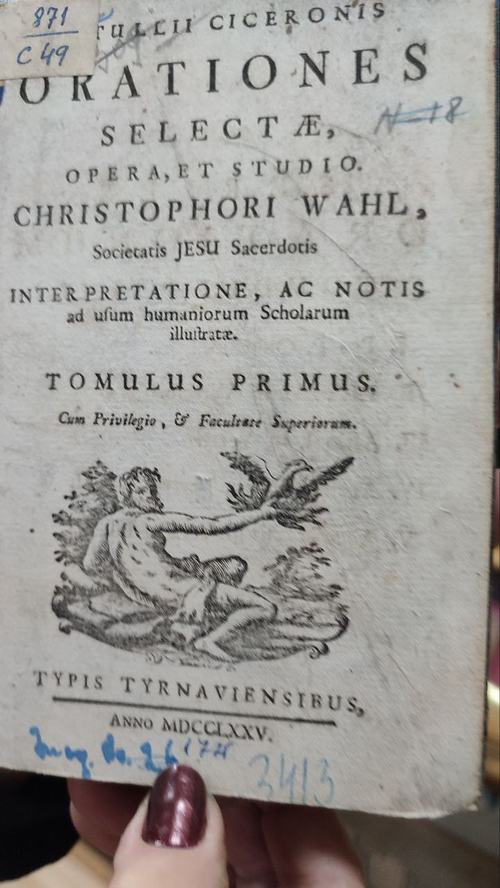 871
C 49
TULLII CICERONIS
ORATIONES
SELECTÆ,
N-18
OPERA, ET STUDIO.
CHRISTOPHORI WAHL,
Societatis JESU Sacerdotis
INTERPRETATIONE, AC NOTIS
ad uſum humaniorum Scholarum
illuſtratæ.
TOMULUS PRIMUS.
Cum Privilegio, & Facultate Superiorum.
TYPIS TYRNAVIENSIBUS,
ANNO MDCCLXXV.
3413